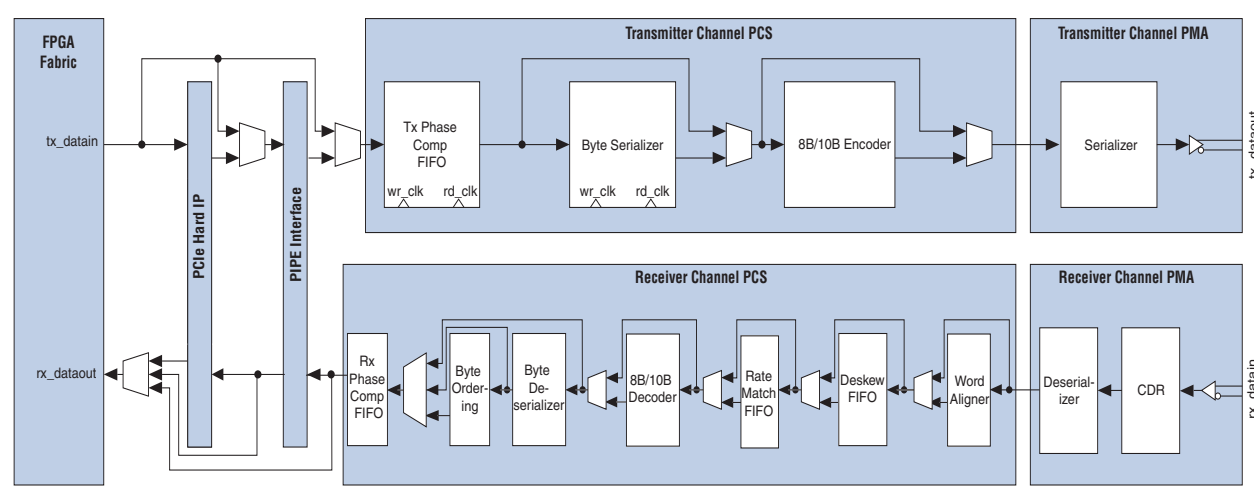 FPGA
Fabric
Transmitter Channel PCS
Transmitter Channel PMA
tx_datain
Tx Phase
Comp
FIFO
wr_clk
rd_clk
Byte Serializer
wr_clk
rd_clk
8B/10B Encoder
Serializer
tx_dataout
PCIe Hard IP
PIPE Interface
Receiver Channel PCS
Receiver Channel PMA
rx_dataout
Rx
Phase
Comp
FIFO
Byte
Order-
ing
Byte
De-
serializer
8B/10B
Decoder
Rate
Match
FIFO
Deskew
FIFO
Word
Aligner
Deserial-
izer
CDR
rx_datain